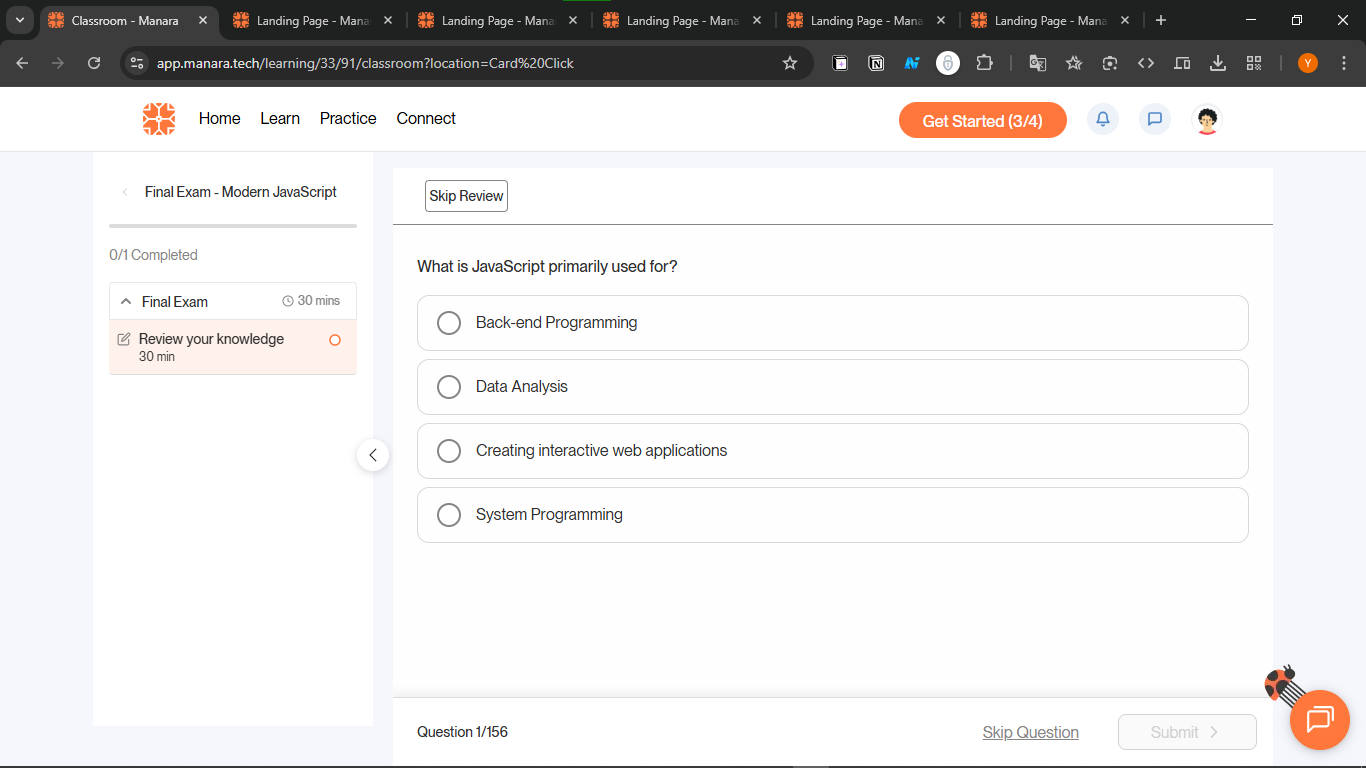 Classroom - Manara
Landing Page - Mana
Landing Page - Mana
Landing Page - Mana
Landing Page - Mana
Landing Page - Mana
app.manara.tech/learning/33/91/classroom?location=Card%20Click
Y
Home
Learn
Practice
Connect
Get Started (3/4)
Final Exam - Modern JavaScript
0/1 Completed
Final Exam
30 mins
Review your knowledge
30 min
Skip Review
What is JavaScript primarily used for?
Back-end Programming
Data Analysis
Creating interactive web applications
System Programming
Question 1/156
Skip Question
Submit